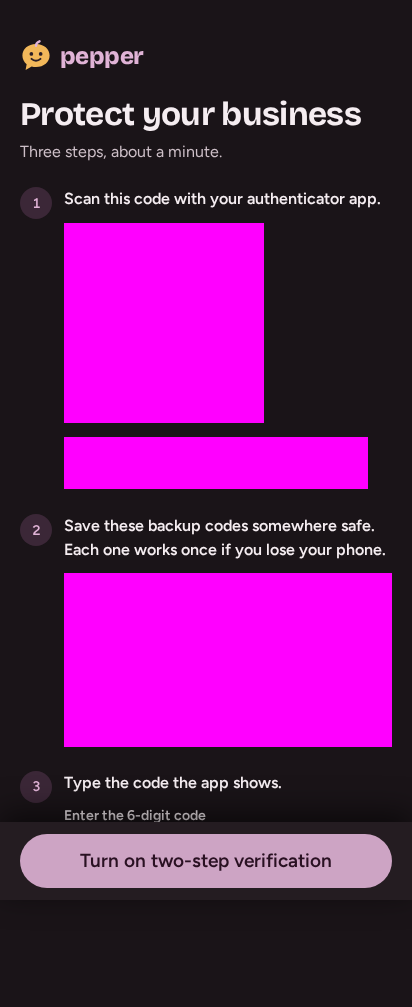 pepper
Protect your business
Three steps, about a minute.
1
Scan this code with your authenticator app.
2
Save these backup codes somewhere safe.
Each one works once if you lose your phone.
3
Type the code the app shows.
Enter the 6-digit code
Turn on two-step verification